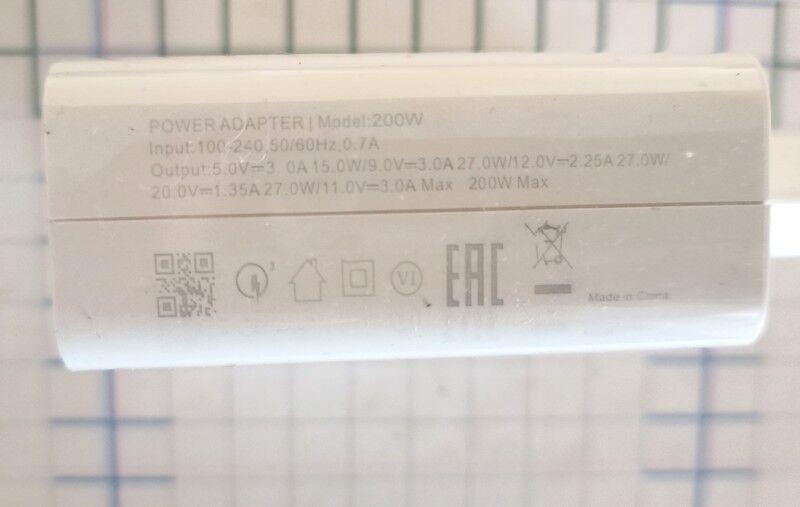 POWER ADAPTER | Model:200W
Input:100-240,50/60Hz,0.7A
Output:5.0V⎓3. 0A 15.0W/9.0V⎓3.0A 27.0W/12.0V⎓2.25A 27.0W/
20.0V⎓1.35A 27.0W/11.0V⎓3.0A Max 200W Max
3
VI
EAC
Made in China